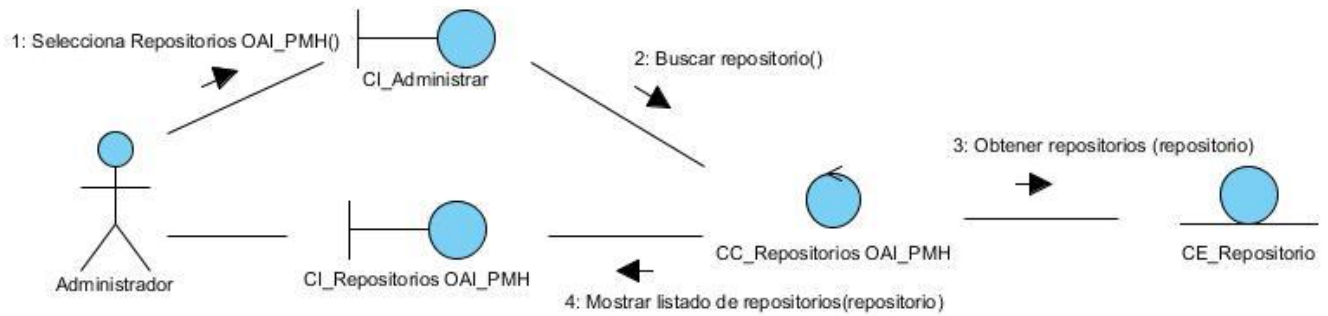 1: Selecciona Repositorios OAI_PMH()
CI_Administrar
2: Buscar repositorio()
3: Obtener repositorios (repositorio)
Administrador
CI_Repositorios OAI_PMH
CC_Repositorios OAI_PMH
CE_Repositorio
4: Mostrar listado de repositorios(repositorio)